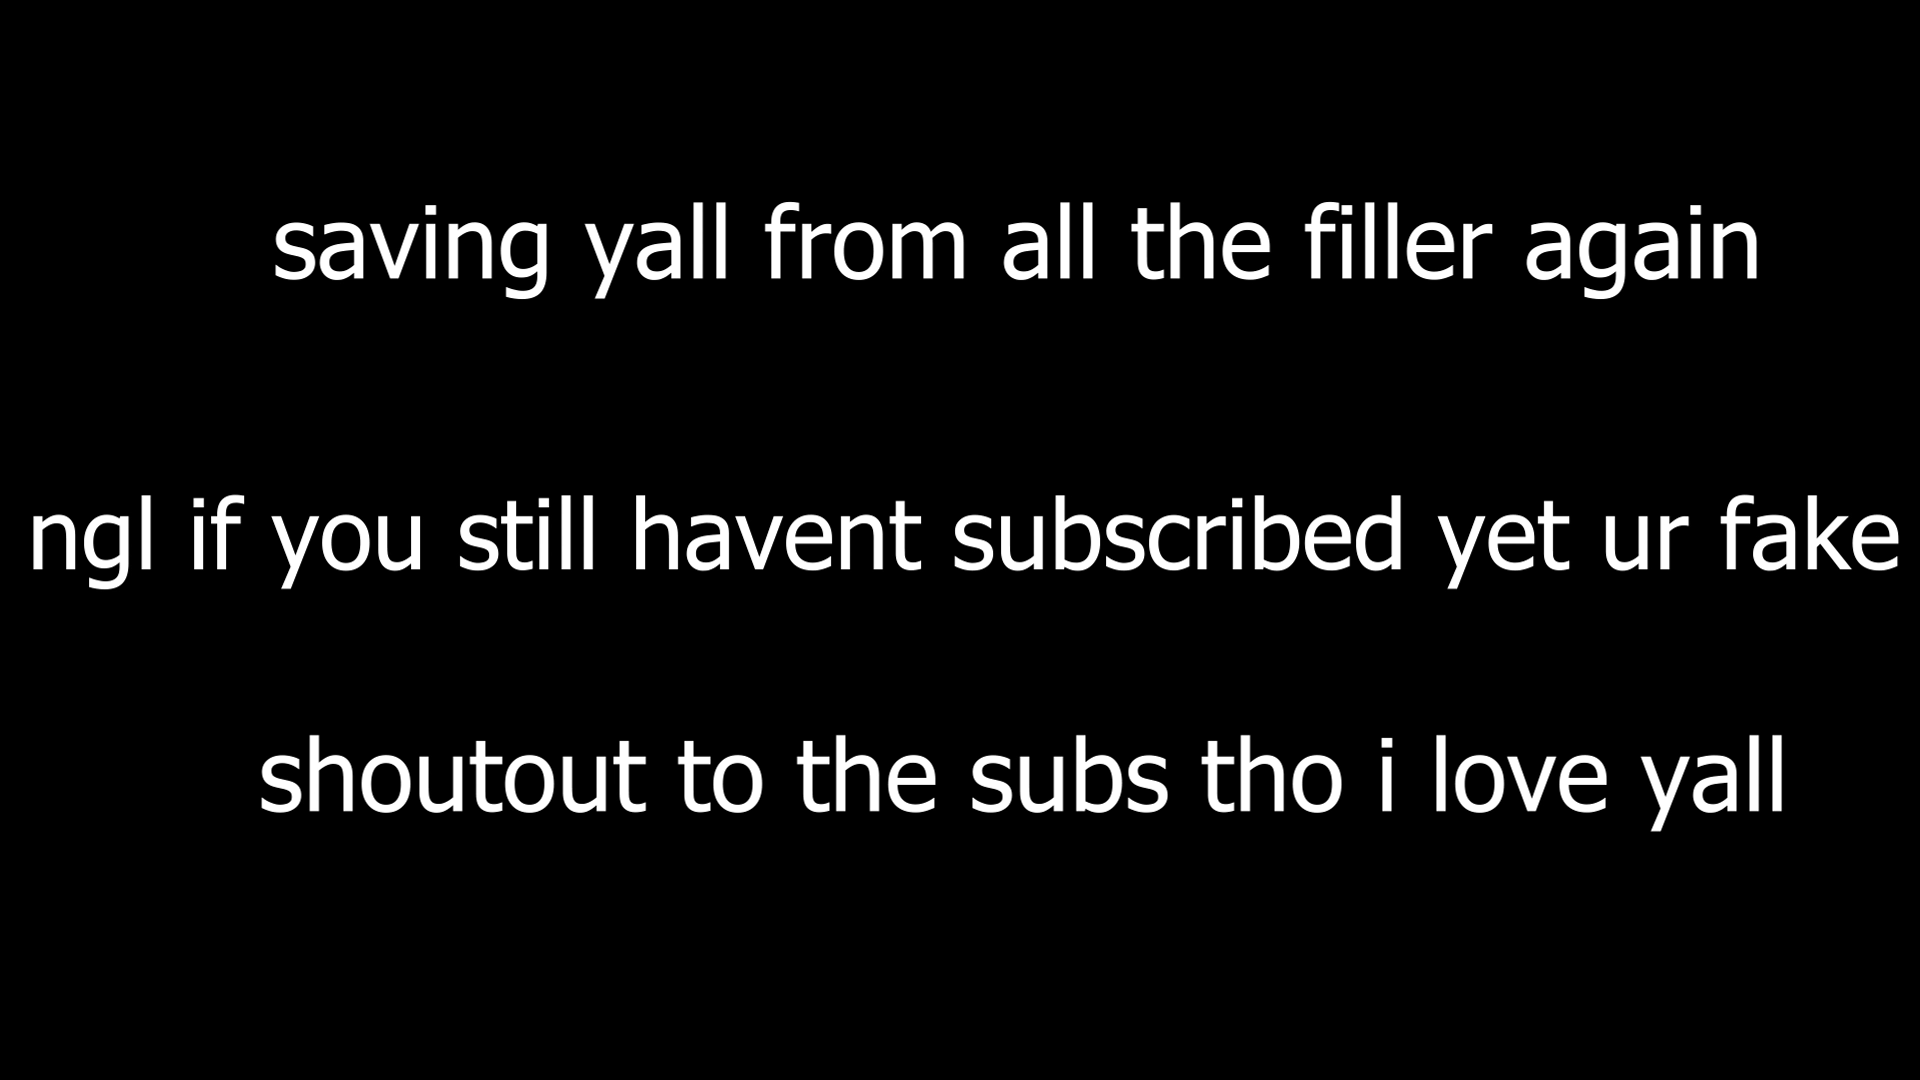 saving yall from all the filler again
ngl if you still havent subscribed yet ur fake
shoutout to the subs tho i love yall